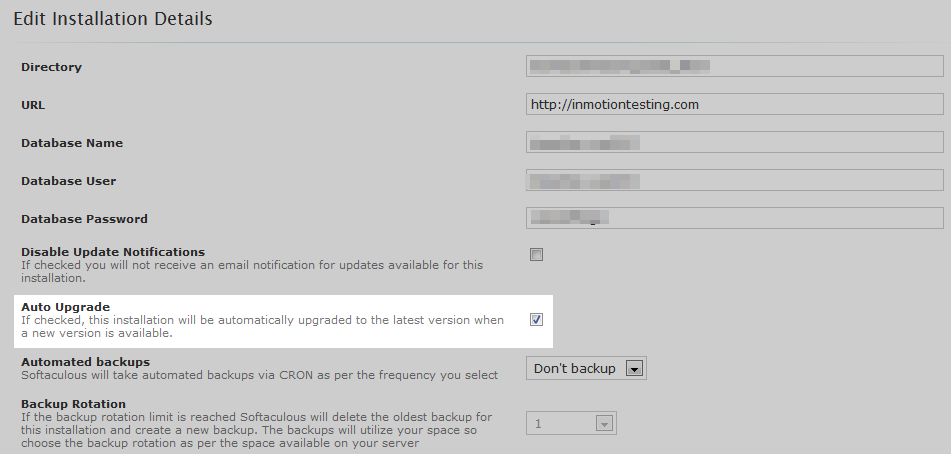 Edit Installation Details
Directory
URL http://inmotiontesting.com
Database Name
Database User
Database Password
Disable Update Notifications
If checked you will not receive an email notification for updates available for this
installation.
Auto Upgrade
If checked, this installation will be automatically upgraded to the latest version when
a new version is available.
Automated backups
Softaculous will take automated backups via CRON as per the frequency you select
Don't backup
Backup Rotation
If the backup rotation limit is reached Softaculous will delete the oldest backup for
this installation and create a new backup. The backups will utilize your space so
choose the backup rotation as per the space available on your server
1